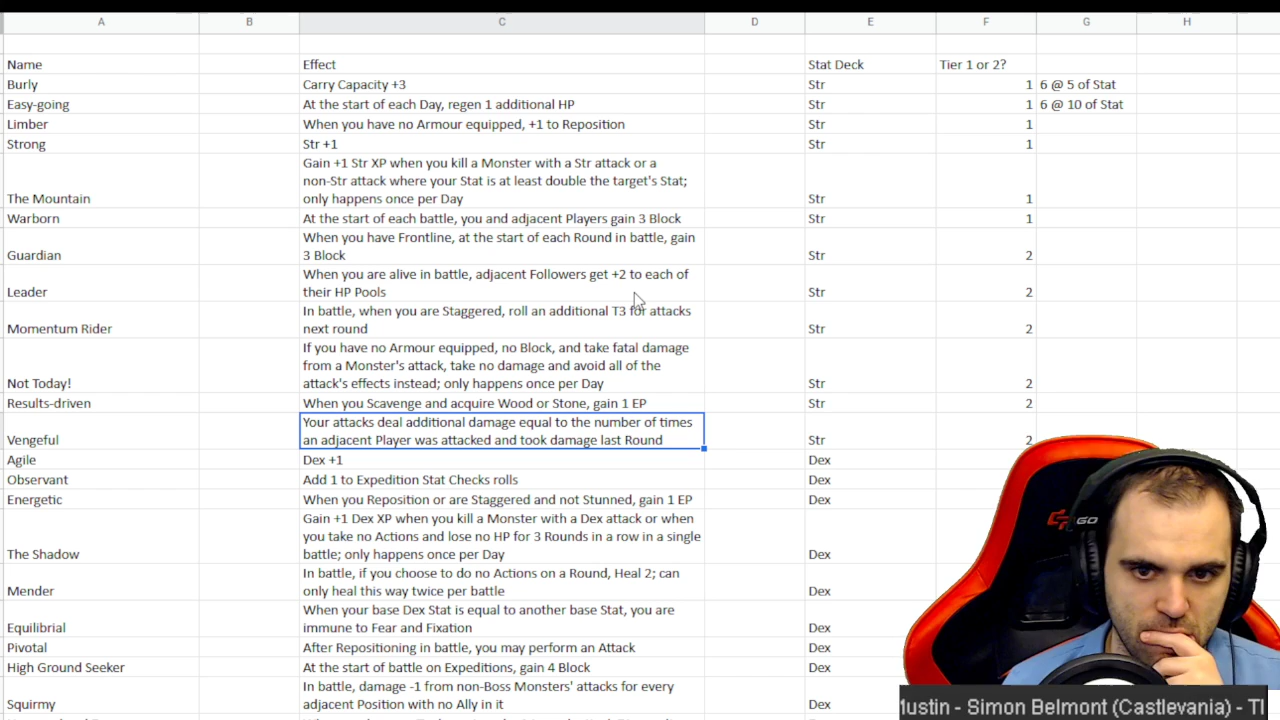 A B C D E F G H
Name Effect Stat Deck Tier 1 or 2?
Burly Carry Capacity +3 Str 1 6 @ 5 of Stat
Easy-going At the start of each Day, regen 1 additional HP Str 1 6 @ 10 of Stat
Limber When you have no Armour equipped, +1 to Reposition Str 1
Strong Str +1 Str 1
Gain +1 Str XP when you kill a Monster with a Str attack or a
non-Str attack where your Stat is at least double the target's Stat;
The Mountain only happens once per Day Str 1
Warborn At the start of each battle, you and adjacent Players gain 3 Block Str 1
When you have Frontline, at the start of each Round in battle, gain
Guardian 3 Block Str 2
When you are alive in battle, adjacent Followers get +2 to each of
Leader their HP Pools Str 2
In battle, when you are Staggered, roll an additional T3 for attacks
Momentum Rider next round Str 2
If you have no Armour equipped, no Block, and take fatal damage
from a Monster's attack, take no damage and avoid all of the
Not Today! attack's effects instead; only happens once per Day Str 2
Results-driven When you Scavenge and acquire Wood or Stone, gain 1 EP Str 2
Your attacks deal additional damage equal to the number of times
Vengeful an adjacent Player was attacked and took damage last Round Str 2
Agile Dex +1 Dex
Observant Add 1 to Expedition Stat Checks rolls Dex
Energetic When you Reposition or are Staggered and not Stunned, gain 1 EP Dex
Gain +1 Dex XP when you kill a Monster with a Dex attack or when
you take no Actions and lose no HP for 3 Rounds in a row in a single
The Shadow battle; only happens once per Day Dex
In battle, if you choose to do no Actions on a Round, Heal 2; can
Mender only heal this way twice per battle Dex
When your base Dex Stat is equal to another base Stat, you are
Equilibrial immune to Fear and Fixation Dex
Pivotal After Repositioning in battle, you may perform an Attack Dex
High Ground Seeker At the start of battle on Expeditions, gain 4 Block Dex
In battle, damage -1 from non-Boss Monsters' attacks for every
Squirmy adjacent Position with no Ally in it Dex
- Simon Belmont (Castlevania) -